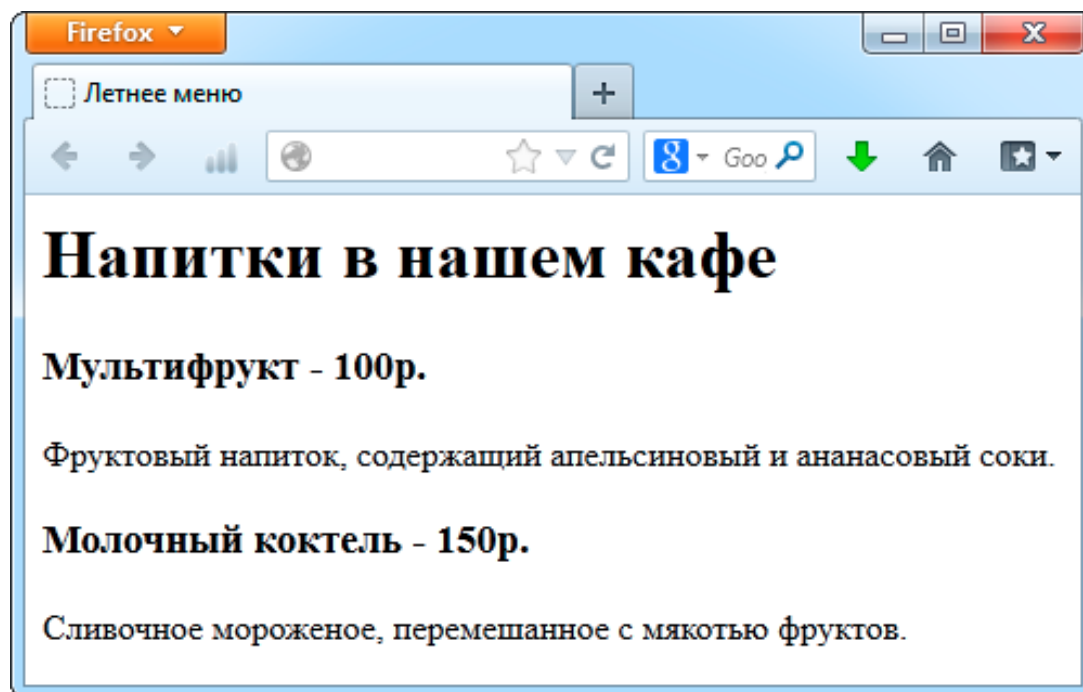 Firefox
Летнее меню
Goo
Напитки в нашем кафе
Мультифрукт - 100р.
Фруктовый напиток, содержащий апельсиновый и ананасовый соки.
Молочный коктель - 150р.
Сливочное мороженое, перемешанное с мякотью фруктов.